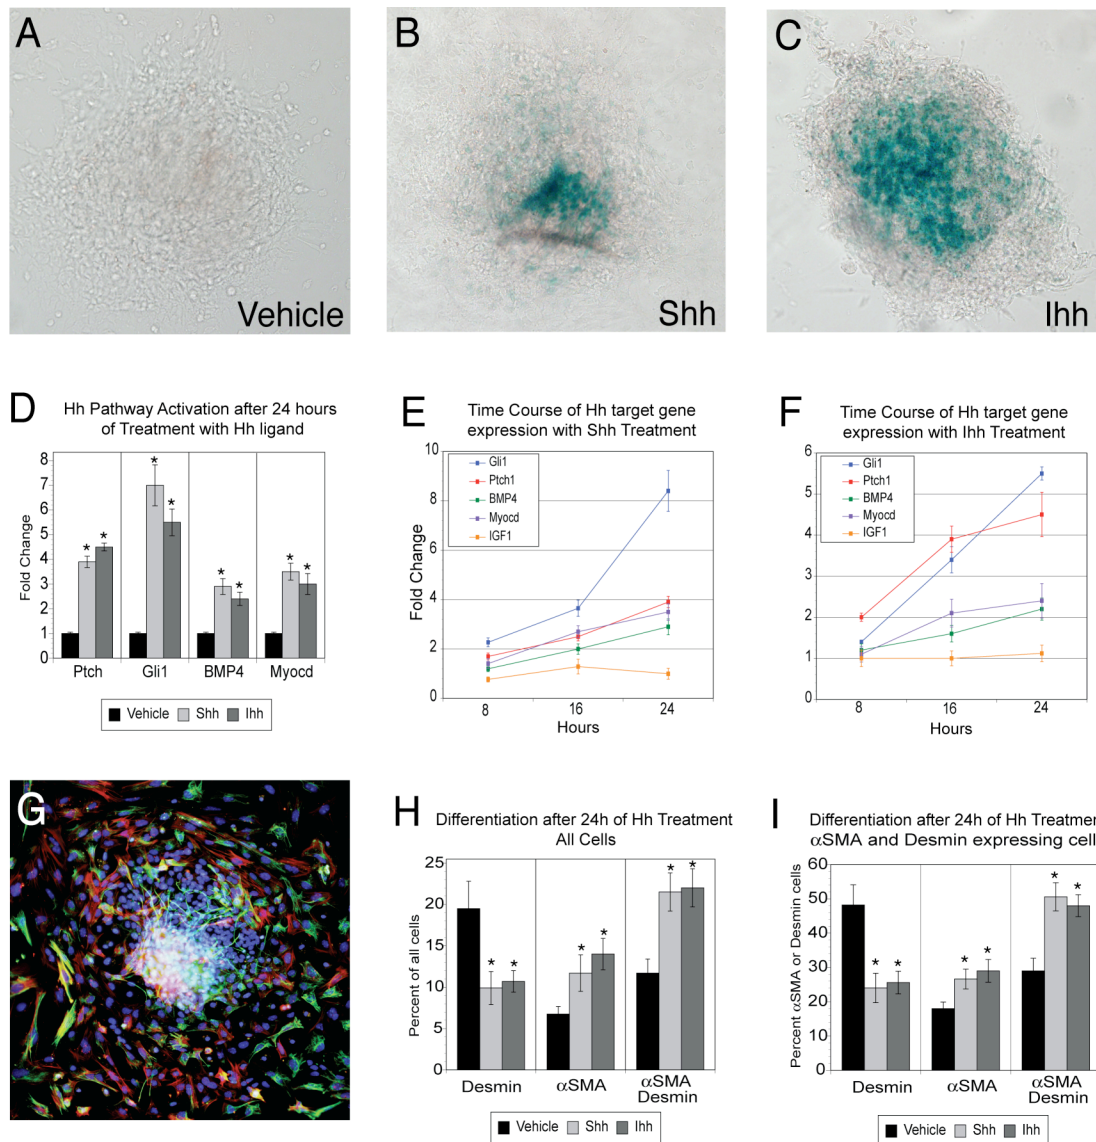 A
Vehicle
B
Shh
C
Ihh
D
Hh Pathway Activation after 24 hours
of Treatment with Hh ligand
Fold Change
8
7
6
5
4
3
2
1
0
* * * * * * * *
Ptch Gli1 BMP4 Myocd
Vehicle Shh Ihh
E
Time Course of Hh target gene
expression with Shh Treatment
Fold Change
10
8
6
4
2
0
Gli1
Ptch1
BMP4
Myocd
IGF1
8 16 24
Hours
F
Time Course of Hh target gene
expression with Ihh Treatment
6
5
4
3
2
1
0
Gli1
Ptch1
BMP4
Myocd
IGF1
8 16 24
Hours
G
H
Differentiation after 24h of Hh Treatment
All Cells
Percent of all cells
25
20
15
10
5
0
* * * * * *
Desmin αSMA αSMA
Desmin
Vehicle Shh Ihh
I
Differentiation after 24h of Hh Treatmen
αSMA and Desmin expressing cell
Percent αSMA or Desmin cells
60
50
40
30
20
10
0
* * * * * *
Desmin αSMA αSMA
Desmin
Vehicle Shh Ihh